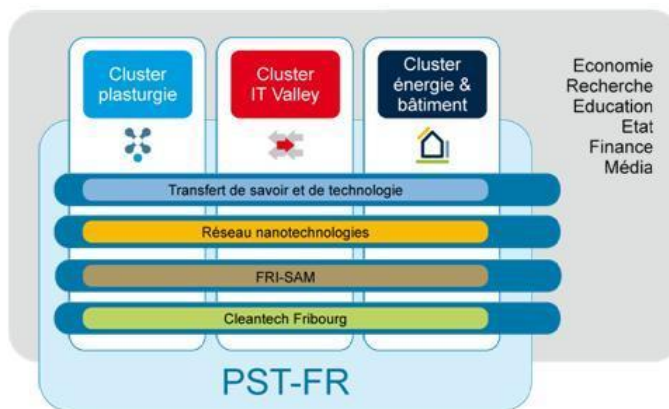 Cluster
plasturgie
Cluster
IT Valley
Cluster
énergie &
bâtiment
Economie
Recherche
Education
Etat
Finance
Média
Transfert de savoir et de technologie
Réseau nanotechnologies
FRI-SAM
Cleantech Fribourg
PST-FR